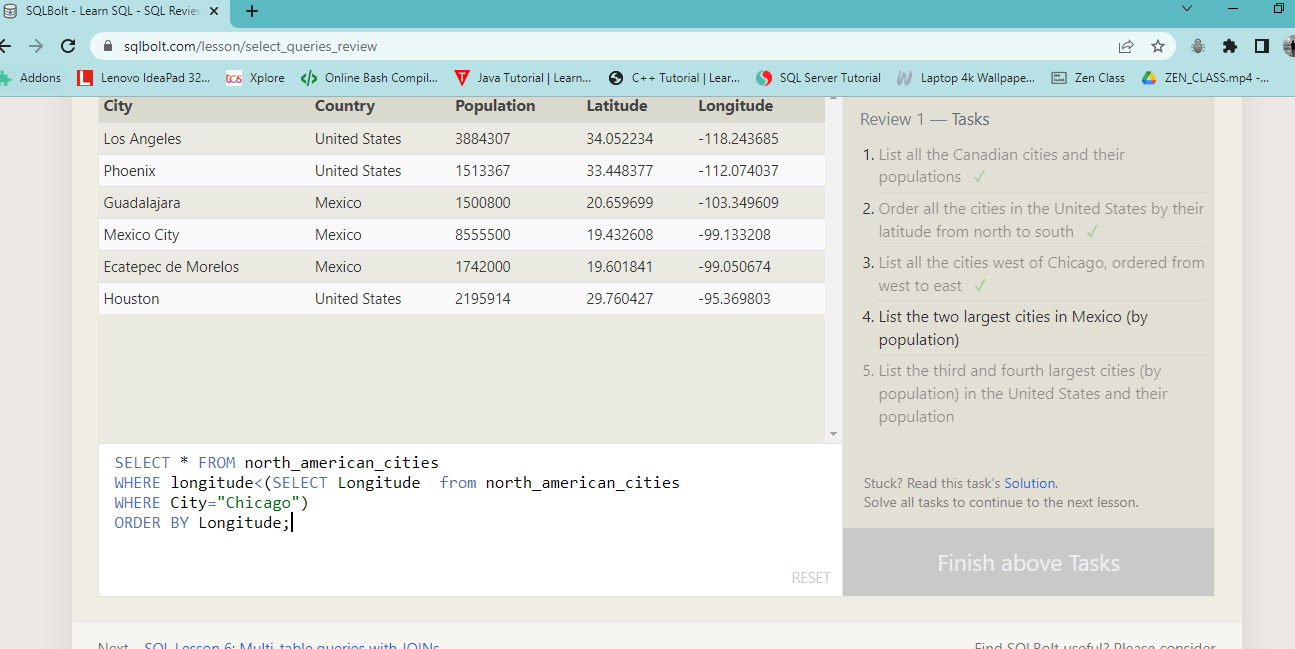 SQLBolt - Learn SQL - SQL Review
sqlbolt.com/lesson/select_queries_review
Addons Lenovo IdeaPad 32... tcs Xplore Online Bash Compil... Java Tutorial | Learn... C++ Tutorial | Lear... SQL Server Tutorial Laptop 4k Wallpape... Zen Class ZEN_CLASS.mp4 -...
City Country Population Latitude Longitude
Los Angeles United States 3884307 34.052234 -118.243685
Phoenix United States 1513367 33.448377 -112.074037
Guadalajara Mexico 1500800 20.659699 -103.349609
Mexico City Mexico 8555500 19.432608 -99.133208
Ecatepec de Morelos Mexico 1742000 19.601841 -99.050674
Houston United States 2195914 29.760427 -95.369803
SELECT * FROM north_american_cities
WHERE longitude<(SELECT Longitude from north_american_cities
WHERE City="Chicago")
ORDER BY Longitude;
RESET
Review 1 — Tasks
1. List all the Canadian cities and their
populations ✓
2. Order all the cities in the United States by their
latitude from north to south ✓
3. List all the cities west of Chicago, ordered from
west to east ✓
4. List the two largest cities in Mexico (by
population)
5. List the third and fourth largest cities (by
population) in the United States and their
population
Stuck? Read this task's Solution.
Solve all tasks to continue to the next lesson.
Finish above Tasks
Next – SQL Lesson 6: Multi-table queries with JOINs
Find SQLBolt useful? Please consider